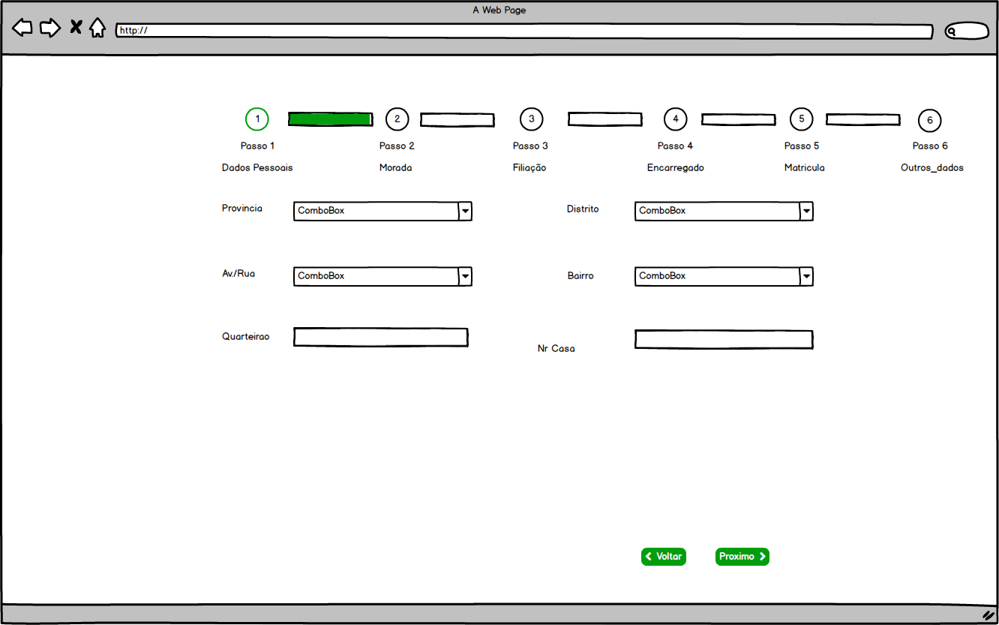 A Web Page
http://
1 2 3 4 5 6
Passo 1 Passo 2 Passo 3 Passo 4 Passo 5 Passo 6
Dados Pessoais Morada Filiação Encarregado Matricula Outros_dados
Provincia ComboBox Distrito ComboBox
Av./Rua ComboBox Bairro ComboBox
Quarteirao
Nr Casa
Voltar Proximo